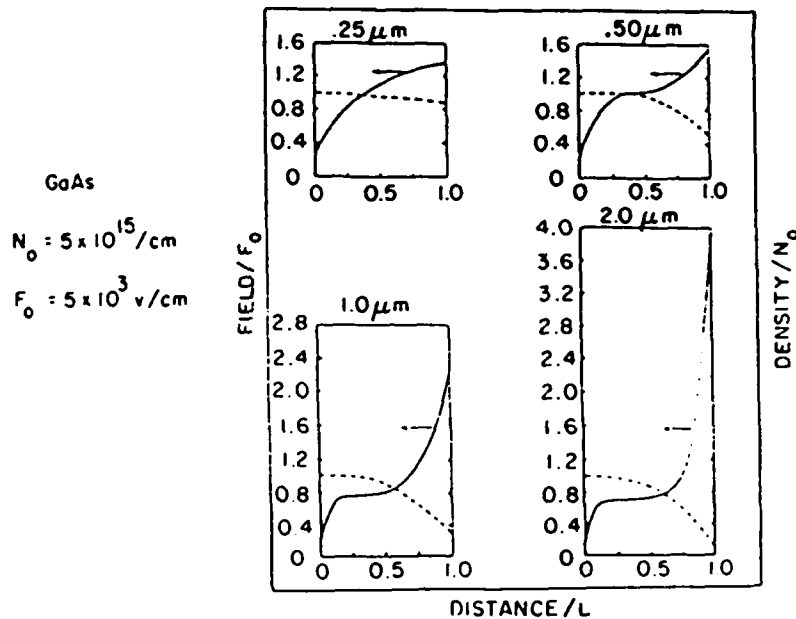 GaAs
N₀ = 5 x 10¹⁵/cm
F₀ = 5 x 10³ v/cm
FIELD/F₀
.25 μm
1.6
1.2
0.8
0.4
0
0 0.5 1.0
.50 μm
1.6
1.2
0.8
0.4
0
0 0.5 1.0
1.0 μm
2.8
2.4
2.0
1.6
1.2
0.8
0.4
0
0 0.5 1.0
2.0 μm
4.0
3.6
3.2
2.8
2.4
2.0
1.6
1.2
0.8
0.4
0
0 0.5 1.0
DENSITY/N₀
DISTANCE/L